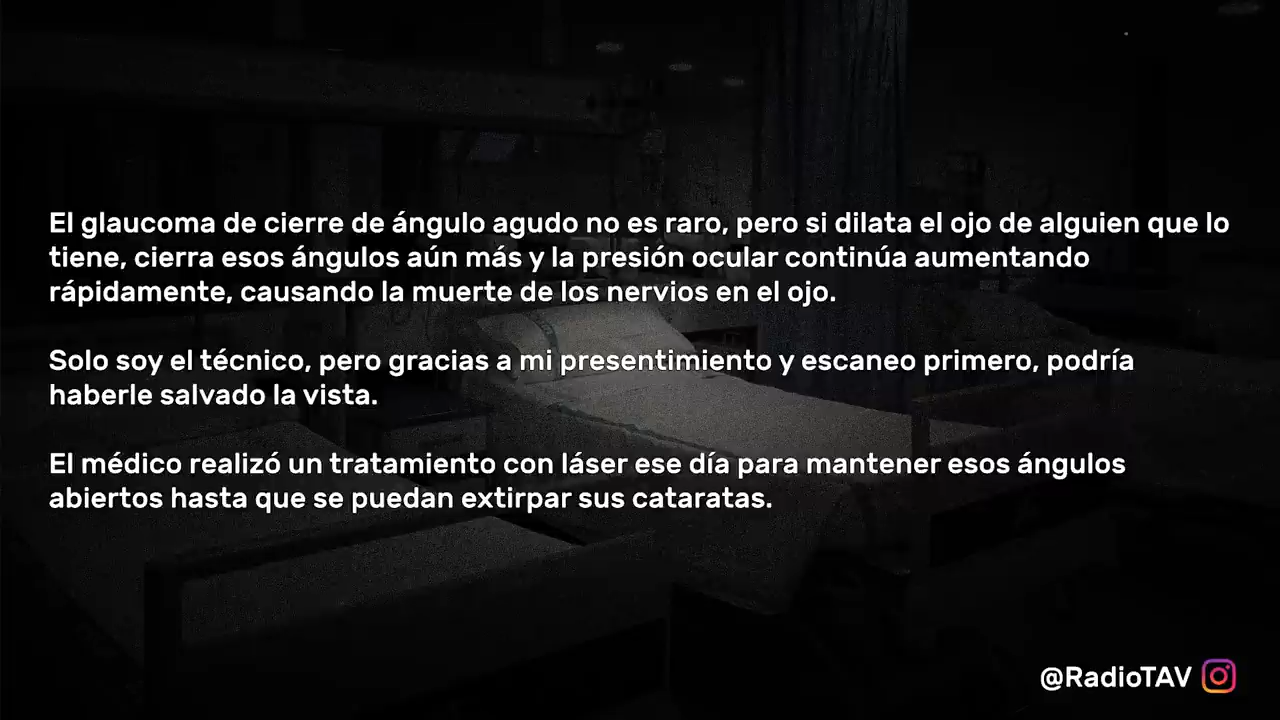 El glaucoma de cierre de ángulo agudo no es raro, pero si dilata el ojo de alguien que lo
tiene, cierra esos ángulos aún más y la presión ocular continúa aumentando
rápidamente, causando la muerte de los nervios en el ojo.
Solo soy el técnico, pero gracias a mi presentimiento y escaneo primero, podría
haberle salvado la vista.
El médico realizó un tratamiento con láser ese día para mantener esos ángulos
abiertos hasta que se puedan extirpar sus cataratas.
@RadioTAV